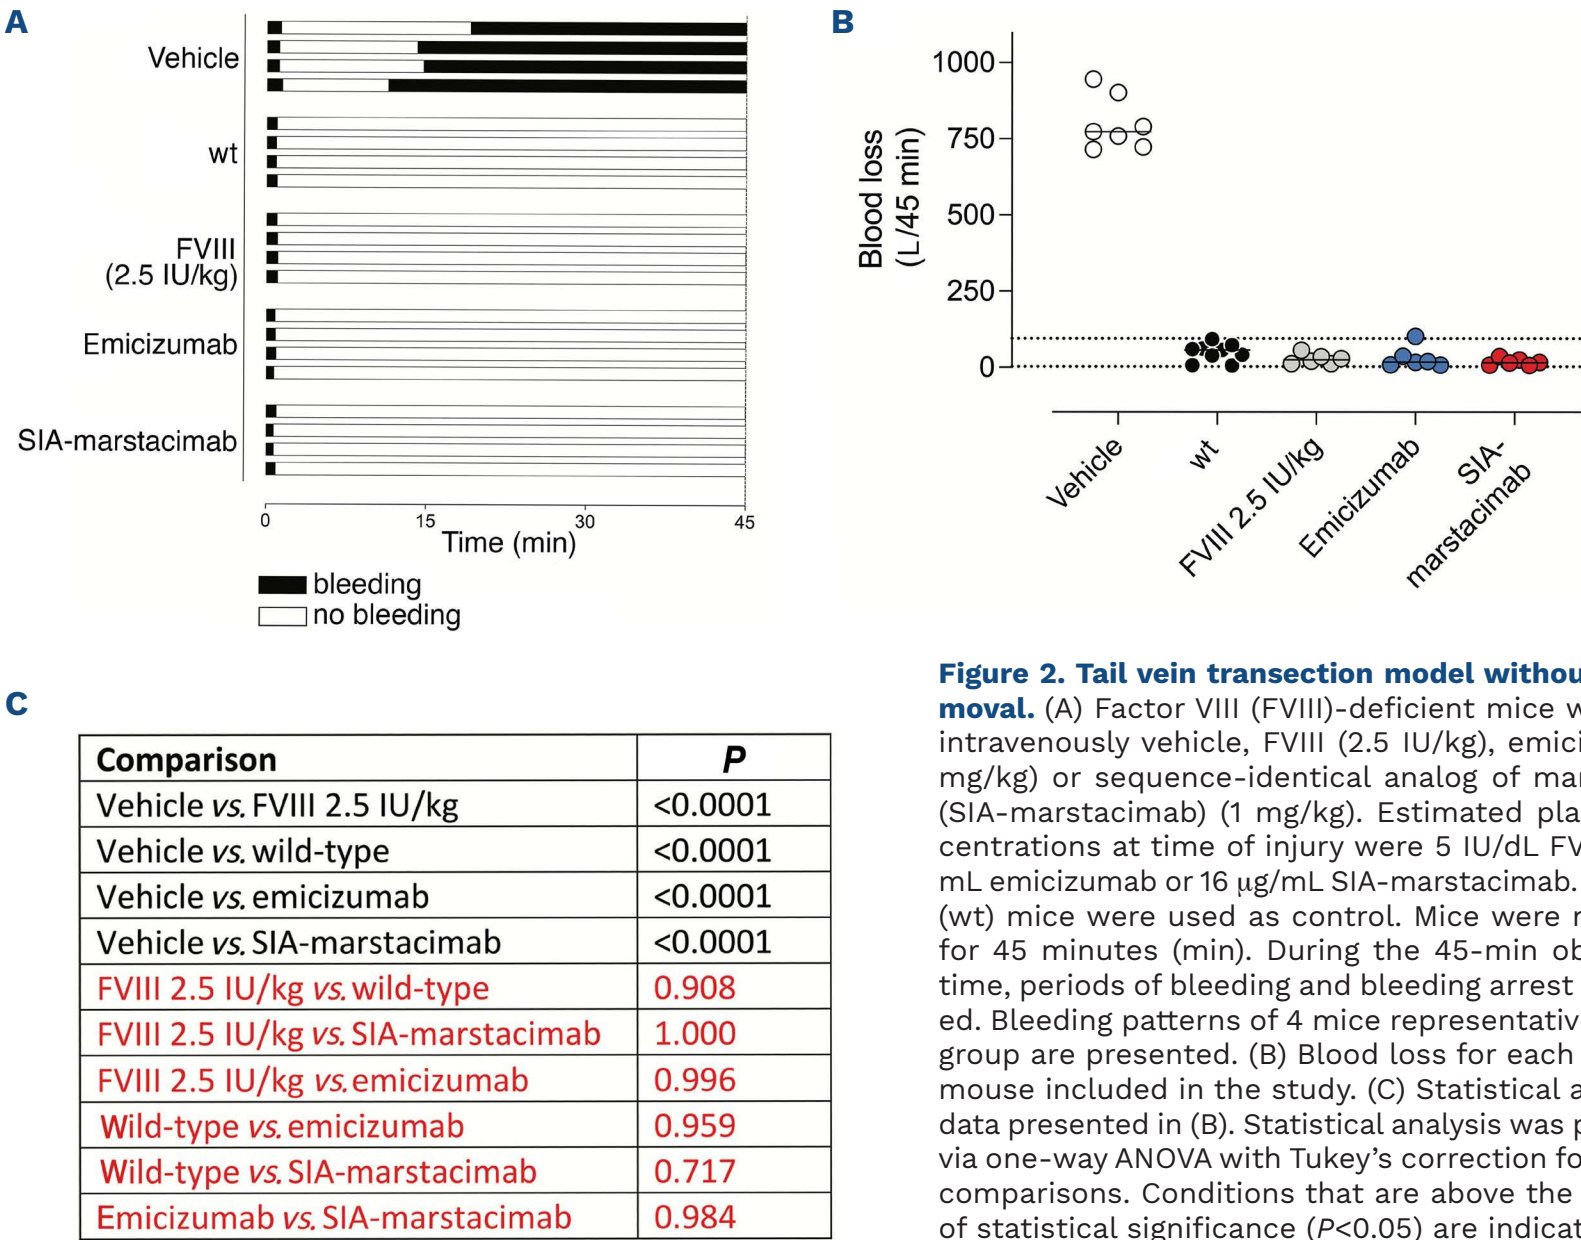 A
Vehicle
wt
FVIII
(2.5 IU/kg)
Emicizumab
SIA-marstacimab
0 15 30 45
Time (min)
bleeding
no bleeding
B
Blood loss
(L/45 min)
1000
750
500
250
0
Vehicle
wt
FVIII 2.5 IU/kg
Emicizumab
SIA-
marstacimab
C
Comparison P
Vehicle vs. FVIII 2.5 IU/kg <0.0001
Vehicle vs. wild-type <0.0001
Vehicle vs. emicizumab <0.0001
Vehicle vs. SIA-marstacimab <0.0001
FVIII 2.5 IU/kg vs. wild-type 0.908
FVIII 2.5 IU/kg vs. SIA-marstacimab 1.000
FVIII 2.5 IU/kg vs. emicizumab 0.996
Wild-type vs. emicizumab 0.959
Wild-type vs. SIA-marstacimab 0.717
Emicizumab vs. SIA-marstacimab 0.984
Figure 2. Tail vein transection model withou
moval. (A) Factor VIII (FVIII)-deficient mice w
intravenously vehicle, FVIII (2.5 IU/kg), emici
mg/kg) or sequence-identical analog of mar
(SIA-marstacimab) (1 mg/kg). Estimated pla
centrations at time of injury were 5 IU/dL FV
mL emicizumab or 16 μg/mL SIA-marstacimab.
(wt) mice were used as control. Mice were m
for 45 minutes (min). During the 45-min ob
time, periods of bleeding and bleeding arrest
ed. Bleeding patterns of 4 mice representativ
group are presented. (B) Blood loss for each
mouse included in the study. (C) Statistical a
data presented in (B). Statistical analysis was p
via one-way ANOVA with Tukey's correction fo
comparisons. Conditions that are above the
of statistical significance (P<0.05) are indicat